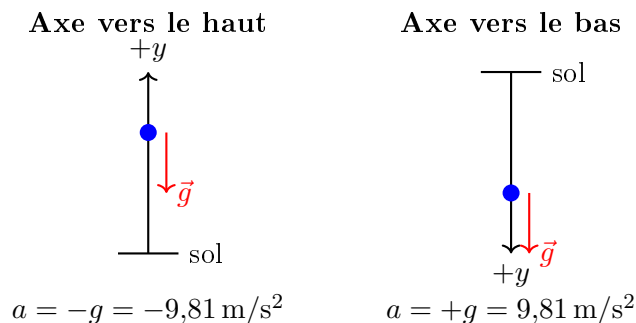 Axe vers le haut
+y
g⃗
sol
a = −g = −9,81 m/s²
Axe vers le bas
sol
g⃗
+y
a = +g = 9,81 m/s²